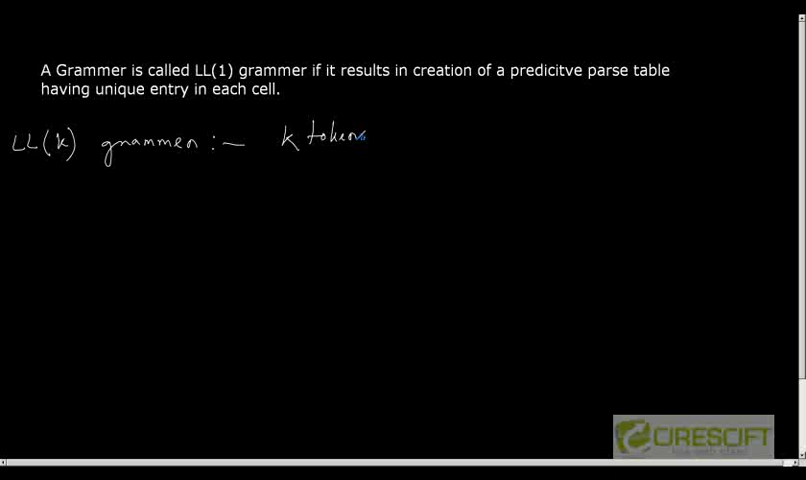 A Grammer is called LL(1) grammer if it results in creation of a predicitve parse table
having unique entry in each cell.
LL(k) grammer :- k token
CIRESCIFT